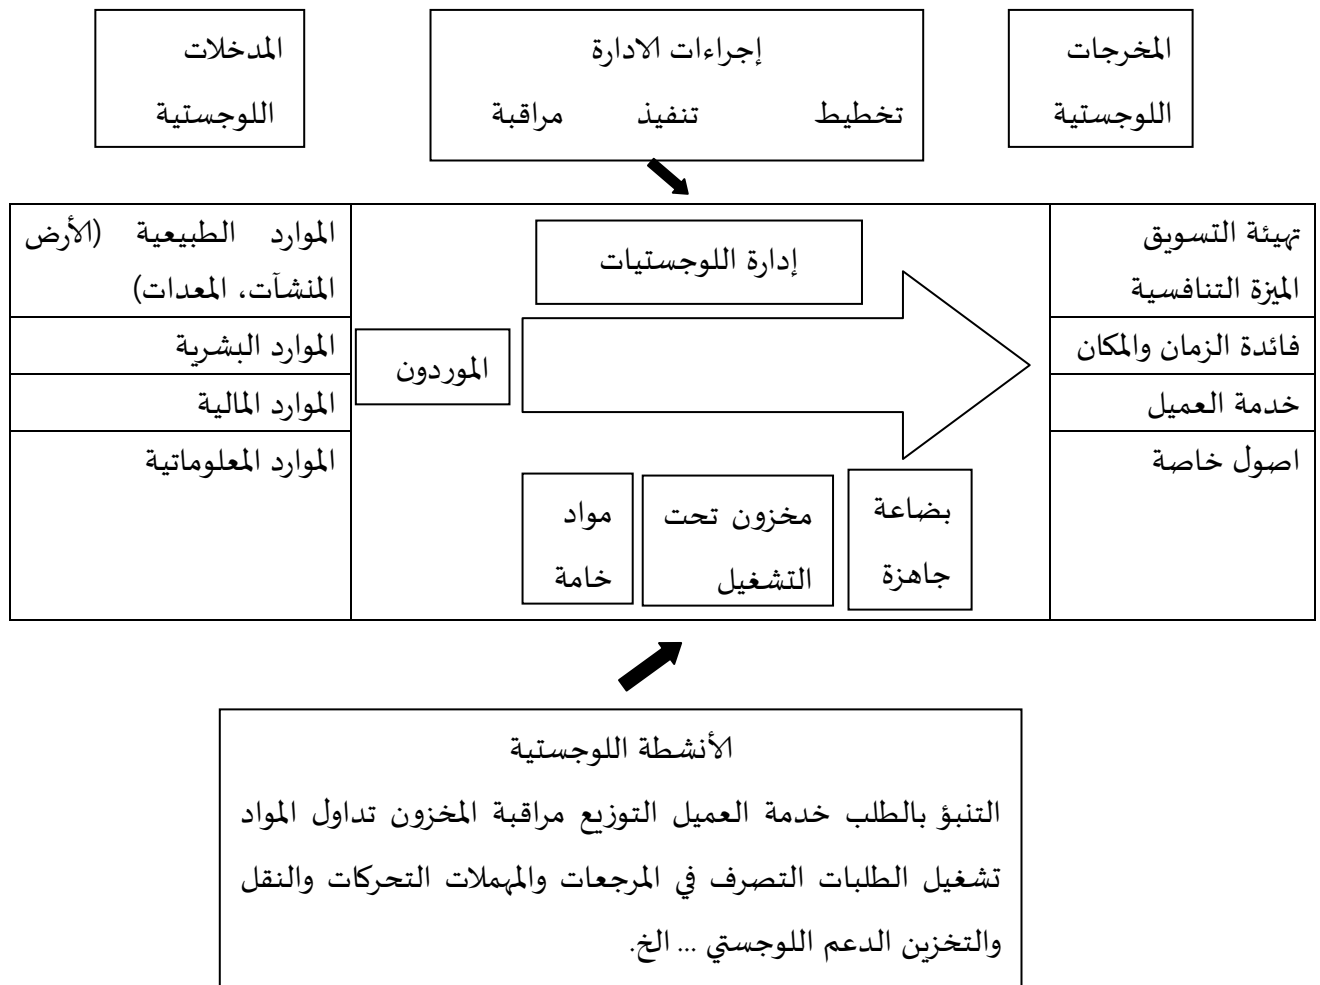 المدخلات
اللوجستية
إجراءات الادارة
تخطيط تنفيذ مراقبة
المخرجات
اللوجستية
الموارد الطبيعية (الأرض
المنشآت، المعدات)
الموارد البشرية
الموارد المالية
الموارد المعلوماتية
إدارة اللوجستيات
الموردون
مواد
خامة
مخزون تحت
التشغيل
بضاعة
جاهزة
تهيئة التسويق
الميزة التنافسية
فائدة الزمان والمكان
خدمة العميل
اصول خاصة
الأنشطة اللوجستية
التنبؤ بالطلب خدمة العميل التوزيع مراقبة المخزون تداول المواد
تشغيل الطلبات التصرف في المرجعات والمهملات التحركات والنقل
والتخزين الدعم اللوجستي ... الخ.